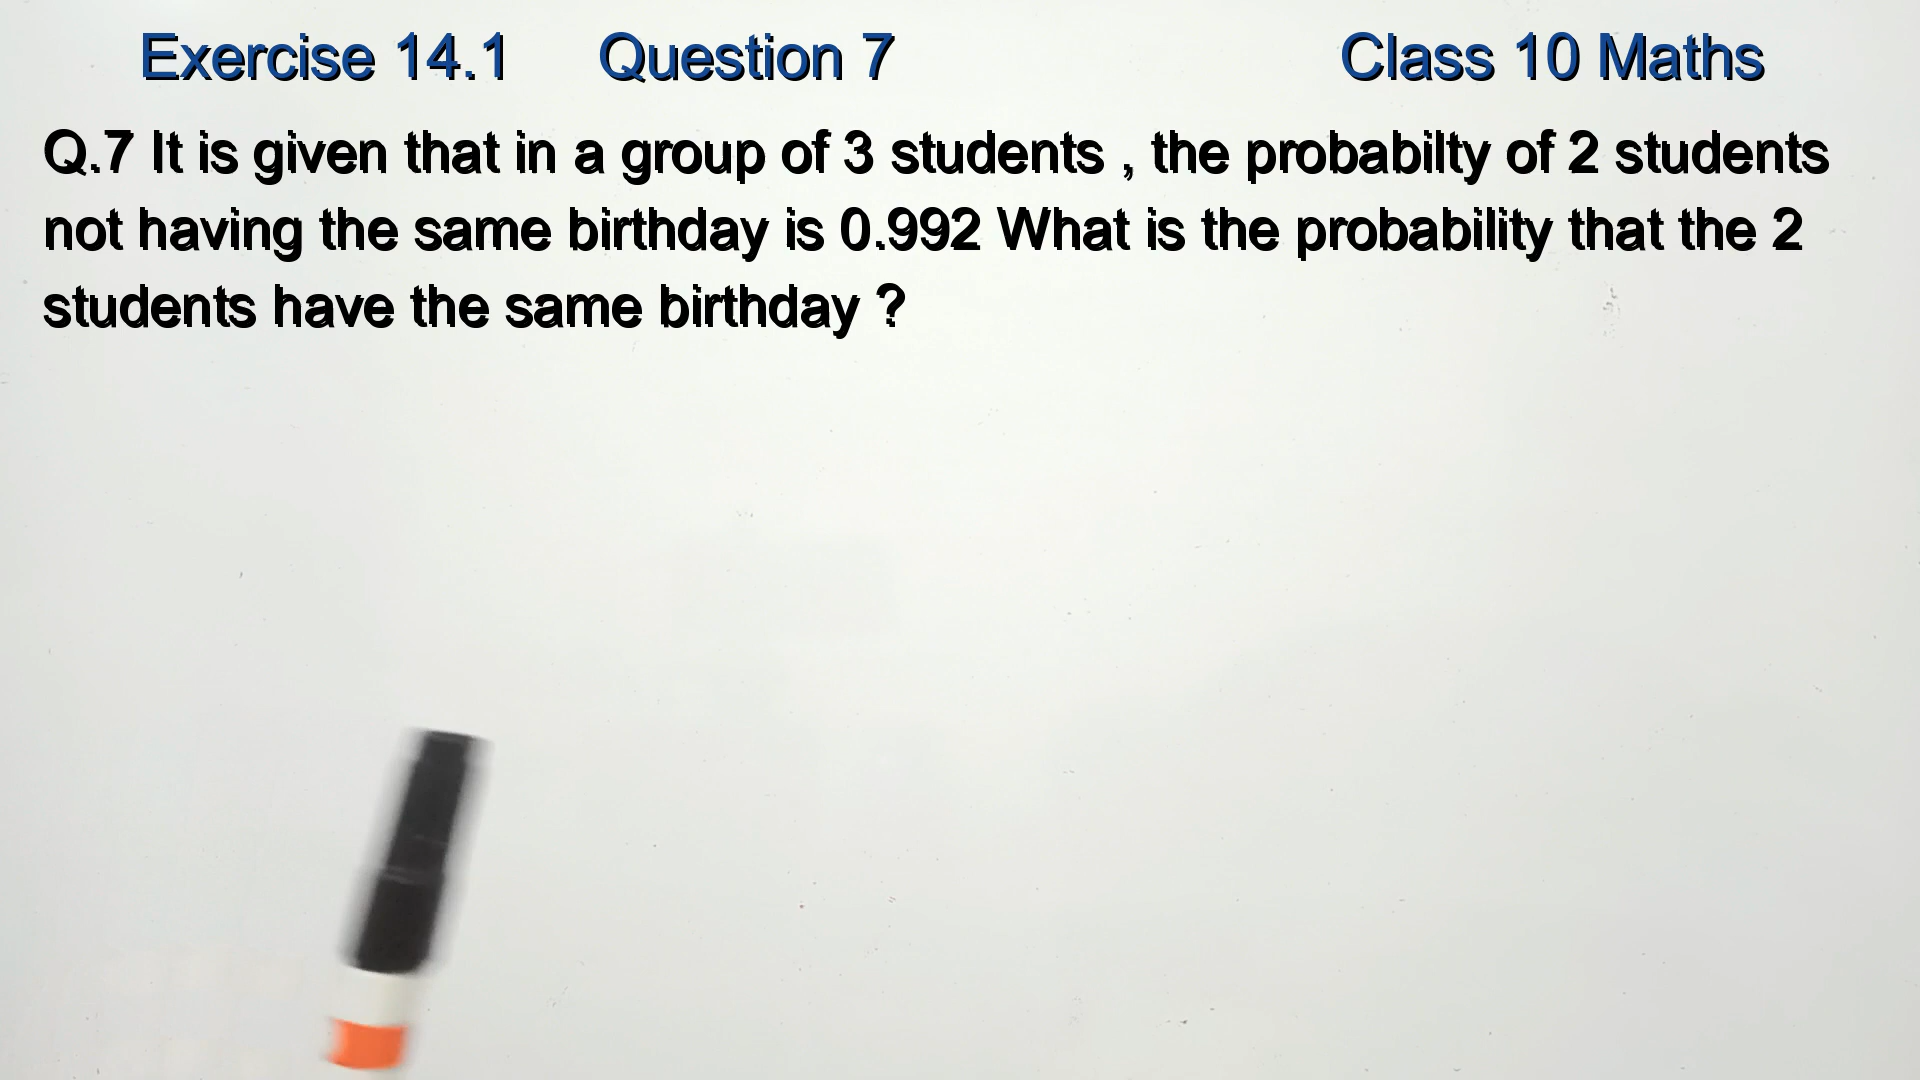 Exercise 14.1 Question 7 Class 10 Maths
Q.7 It is given that in a group of 3 students , the probabilty of 2 students
not having the same birthday is 0.992 What is the probability that the 2
students have the same birthday ?